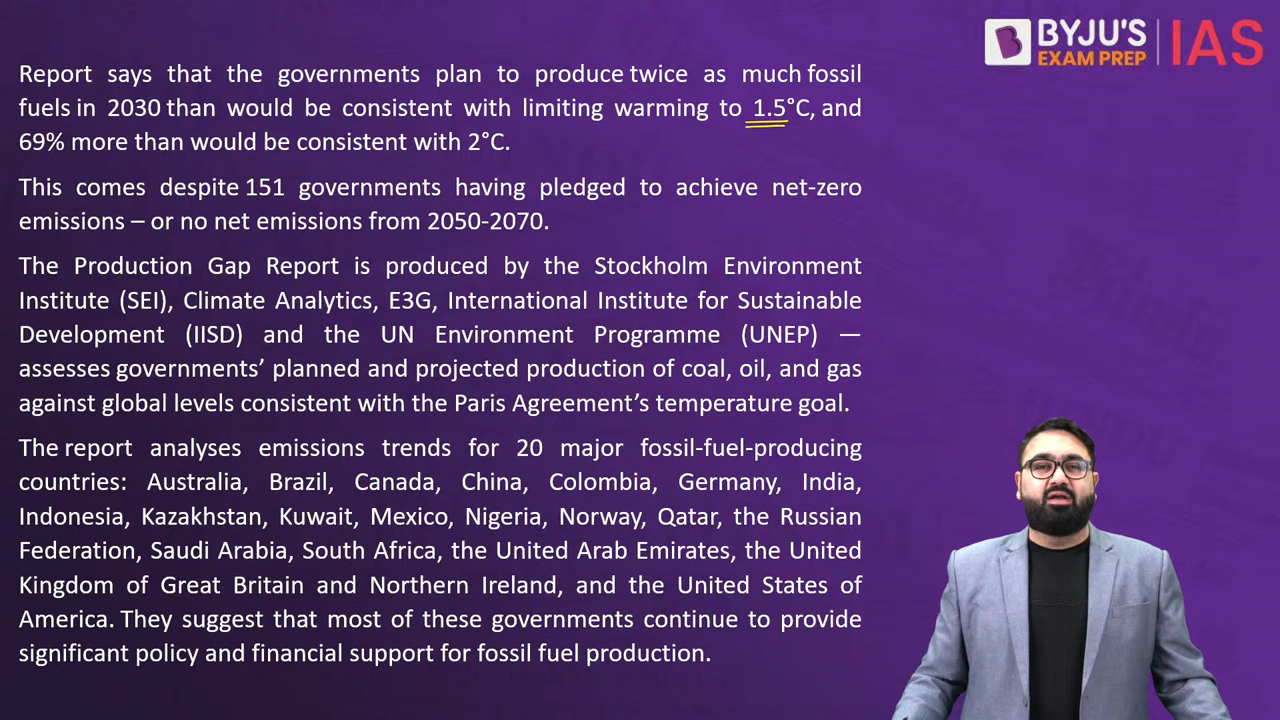 BYJU'S
EXAM PREP
IAS
Report says that the governments plan to produce twice as much fossil
fuels in 2030 than would be consistent with limiting warming to 1.5°C, and
69% more than would be consistent with 2°C.
This comes despite 151 governments having pledged to achieve net-zero
emissions – or no net emissions from 2050-2070.
The Production Gap Report is produced by the Stockholm Environment
Institute (SEI), Climate Analytics, E3G, International Institute for Sustainable
Development (IISD) and the UN Environment Programme (UNEP) —
assesses governments’ planned and projected production of coal, oil, and gas
against global levels consistent with the Paris Agreement’s temperature goal.
The report analyses emissions trends for 20 major fossil-fuel-producing
countries: Australia, Brazil, Canada, China, Colombia, Germany, India,
Indonesia, Kazakhstan, Kuwait, Mexico, Nigeria, Norway, Qatar, the Russian
Federation, Saudi Arabia, South Africa, the United Arab Emirates, the United
Kingdom of Great Britain and Northern Ireland, and the United States of
America. They suggest that most of these governments continue to provide
significant policy and financial support for fossil fuel production.